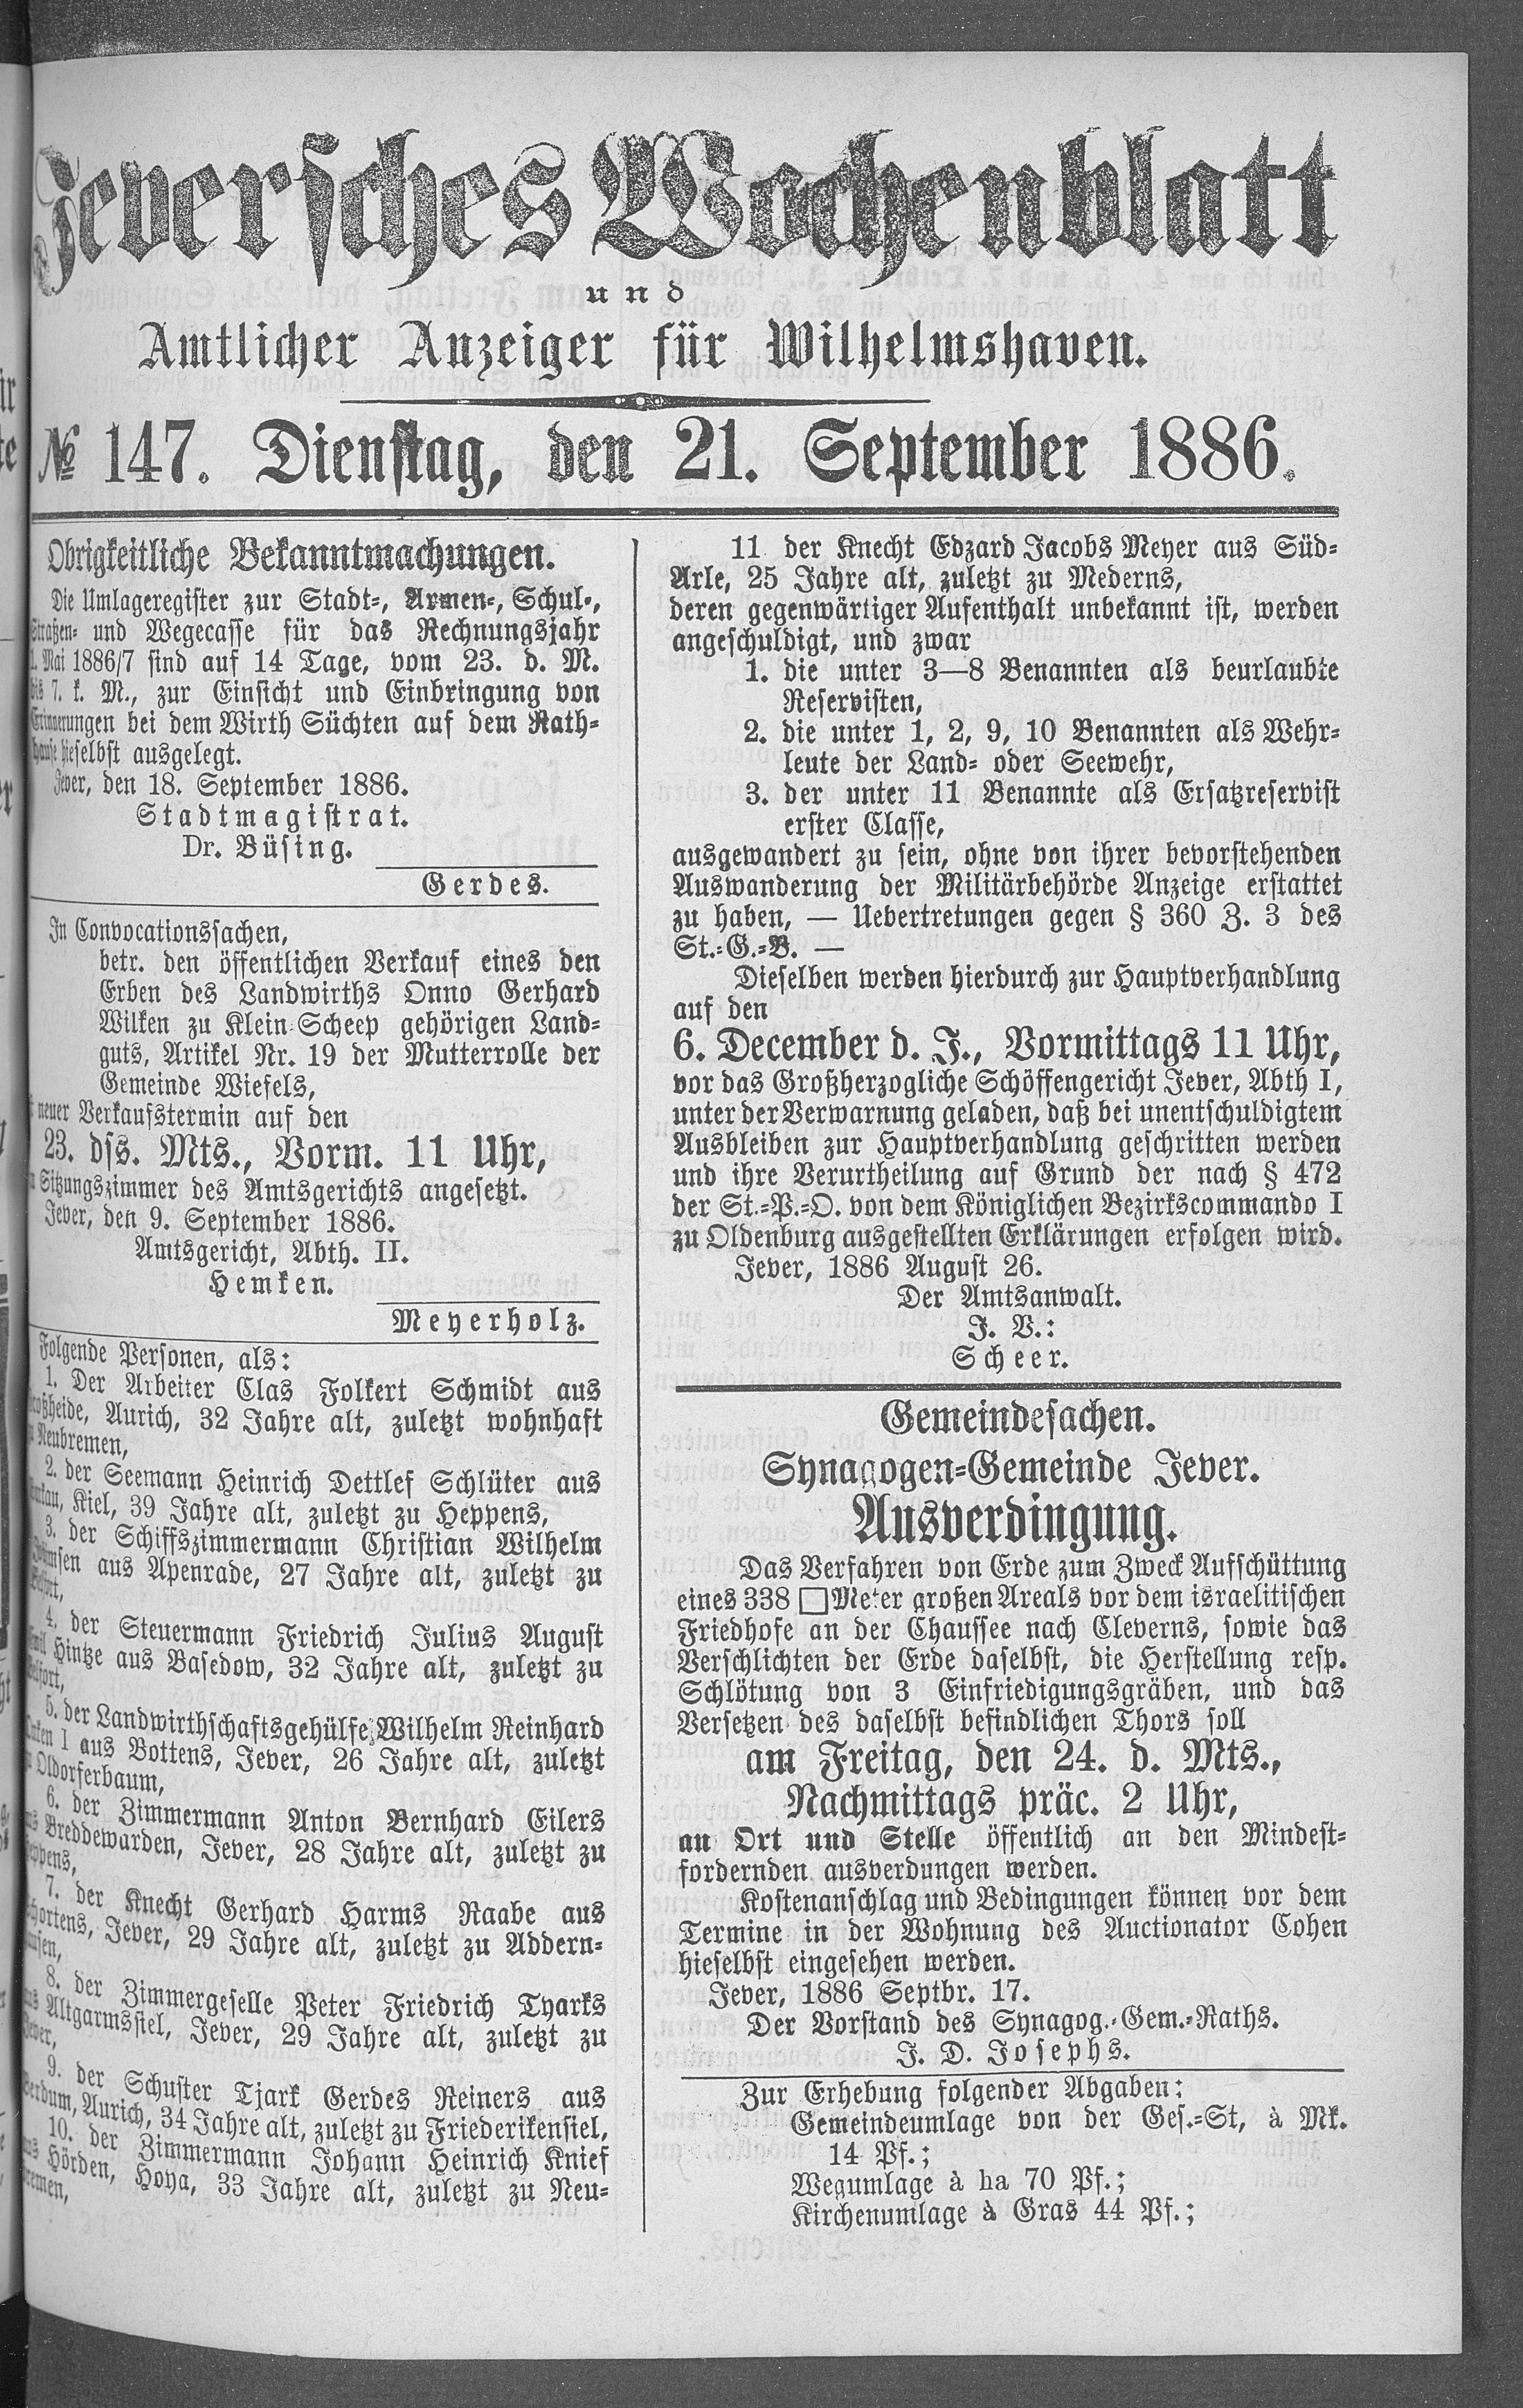 Jeversches Wochenblatt
und
Amtlicher Anzeiger für Wilhelmshaven.
№ 147. Dienstag, den 21. September 1886.
Obrigkeitliche Bekanntmachungen.
Die Umlageregister zur Stadt-, Armen-, Schul-,
Straßen- und Wegecasse für das Rechnungsjahr
1. Mai 1886/7 sind auf 14 Tage, vom 23. d. M.
bis 7. k. M., zur Einsicht und Einbringung von
Erinnerungen bei dem Wirth Süchten auf dem Rath-
hause hieselbst ausgelegt.
Jever, den 18. September 1886.
Stadtmagistrat.
Dr. Büsing.
Gerdes.
In Convocationssachen,
betr. den öffentlichen Verkauf eines den
Erben des Landwirths Onno Gerhard
Wilken zu Klein-Scheep gehörigen Land-
guts, Artikel Nr. 19 der Mutterrolle der
Gemeinde Wiefels,
neuer Verkaufstermin auf den
23. dss. Mts., Vorm. 11 Uhr,
Sitzungszimmer des Amtsgerichts angesetzt.
Jever, den 9. September 1886.
Amtsgericht, Abth. II.
Hemken.
Meyerholz.
Folgende Personen, als:
1. Der Arbeiter Clas Folkert Schmidt aus
Aurich, 32 Jahre alt, zuletzt wohnhaft
Neubremen,
2. der Seemann Heinrich Dettlef Schlüter aus
Kiel, 39 Jahre alt, zuletzt zu Heppens,
3. der Schiffszimmermann Christian Wilhelm
aus Apenrade, 27 Jahre alt, zuletzt zu
4. der Steuermann Friedrich Julius August
Hintze aus Basedow, 32 Jahre alt, zuletzt zu
Belfort,
5. der Landwirthschaftsgehülfe Wilhelm Reinhard
I aus Bottens, Jever, 26 Jahre alt, zuletzt
Oldorferbaum,
6. der Zimmermann Anton Bernhard Eilers
Breddewarden, Jever, 28 Jahre alt, zuletzt zu
Heppens,
7. der Knecht Gerhard Harms Raabe aus
Schortens, Jever, 29 Jahre alt, zuletzt zu Addern-
hausen,
8. der Zimmergeselle Peter Friedrich Tyarks
aus Altgarmssiel, Jever, 29 Jahre alt, zuletzt zu
Jever,
9. der Schuster Tjark Gerdes Reiners aus
Werdum, Aurich, 34 Jahre alt, zuletzt zu Friederikensiel,
10. der Zimmermann Johann Heinrich Knief
aus Hörden, Hoya, 33 Jahre alt, zuletzt zu Neu-
bremen,
11 der Knecht Edzard Jacobs Meyer aus Süd-
Arle, 25 Jahre alt, zuletzt zu Mederns,
deren gegenwärtiger Aufenthalt unbekannt ist, werden
angeschuldigt, und zwar
1. die unter 3—8 Benannten als beurlaubte
Reservisten,
2. die unter 1, 2, 9, 10 Benannten als Wehr-
leute der Land- oder Seewehr,
3. der unter 11 Benannte als Ersatzreservist
erster Classe,
ausgewandert zu sein, ohne von ihrer bevorstehenden
Auswanderung der Militärbehörde Anzeige erstattet
zu haben, — Uebertretungen gegen § 360 Z. 3 des
St.-G.-B. —
Dieselben werden hierdurch zur Hauptverhandlung
auf den
6. December d. J., Vormittags 11 Uhr,
vor das Großherzogliche Schöffengericht Jever, Abth I,
unter der Verwarnung geladen, daß bei unentschuldigtem
Ausbleiben zur Hauptverhandlung geschritten werden
und ihre Verurtheilung auf Grund der nach § 472
der St.-P.-O. von dem Königlichen Bezirkscommando I
zu Oldenburg ausgestellten Erklärungen erfolgen wird.
Jever, 1886 August 26.
Der Amtsanwalt.
J. V.:
Scheer.
Gemeindesachen.
Synagogen-Gemeinde Jever.
Ausverdingung.
Das Verfahren von Erde zum Zweck Aufschüttung
eines 338 □Meter großen Areals vor dem israelitischen
Friedhofe an der Chaussee nach Cleverns, sowie das
Verschlichten der Erde daselbst, die Herstellung resp.
Schlötung von 3 Einfriedigungsgräben, und das
Versetzen des daselbst befindlichen Thors soll
am Freitag, den 24. d. Mts.,
Nachmittags präc. 2 Uhr,
an Ort und Stelle öffentlich an den Mindest-
fordernden ausverdungen werden.
Kostenanschlag und Bedingungen können vor dem
Termine in der Wohnung des Auctionator Cohen
hieselbst eingesehen werden.
Jever, 1886 Septbr. 17.
Der Vorstand des Synagog.-Gem.-Raths.
J. D. Josephs.
Zur Erhebung folgender Abgaben:
Gemeindeumlage von der Ges.-St, à Mk.
14 Pf.;
Wegumlage à ha 70 Pf.;
Kirchenumlage à Gras 44 Pf.;